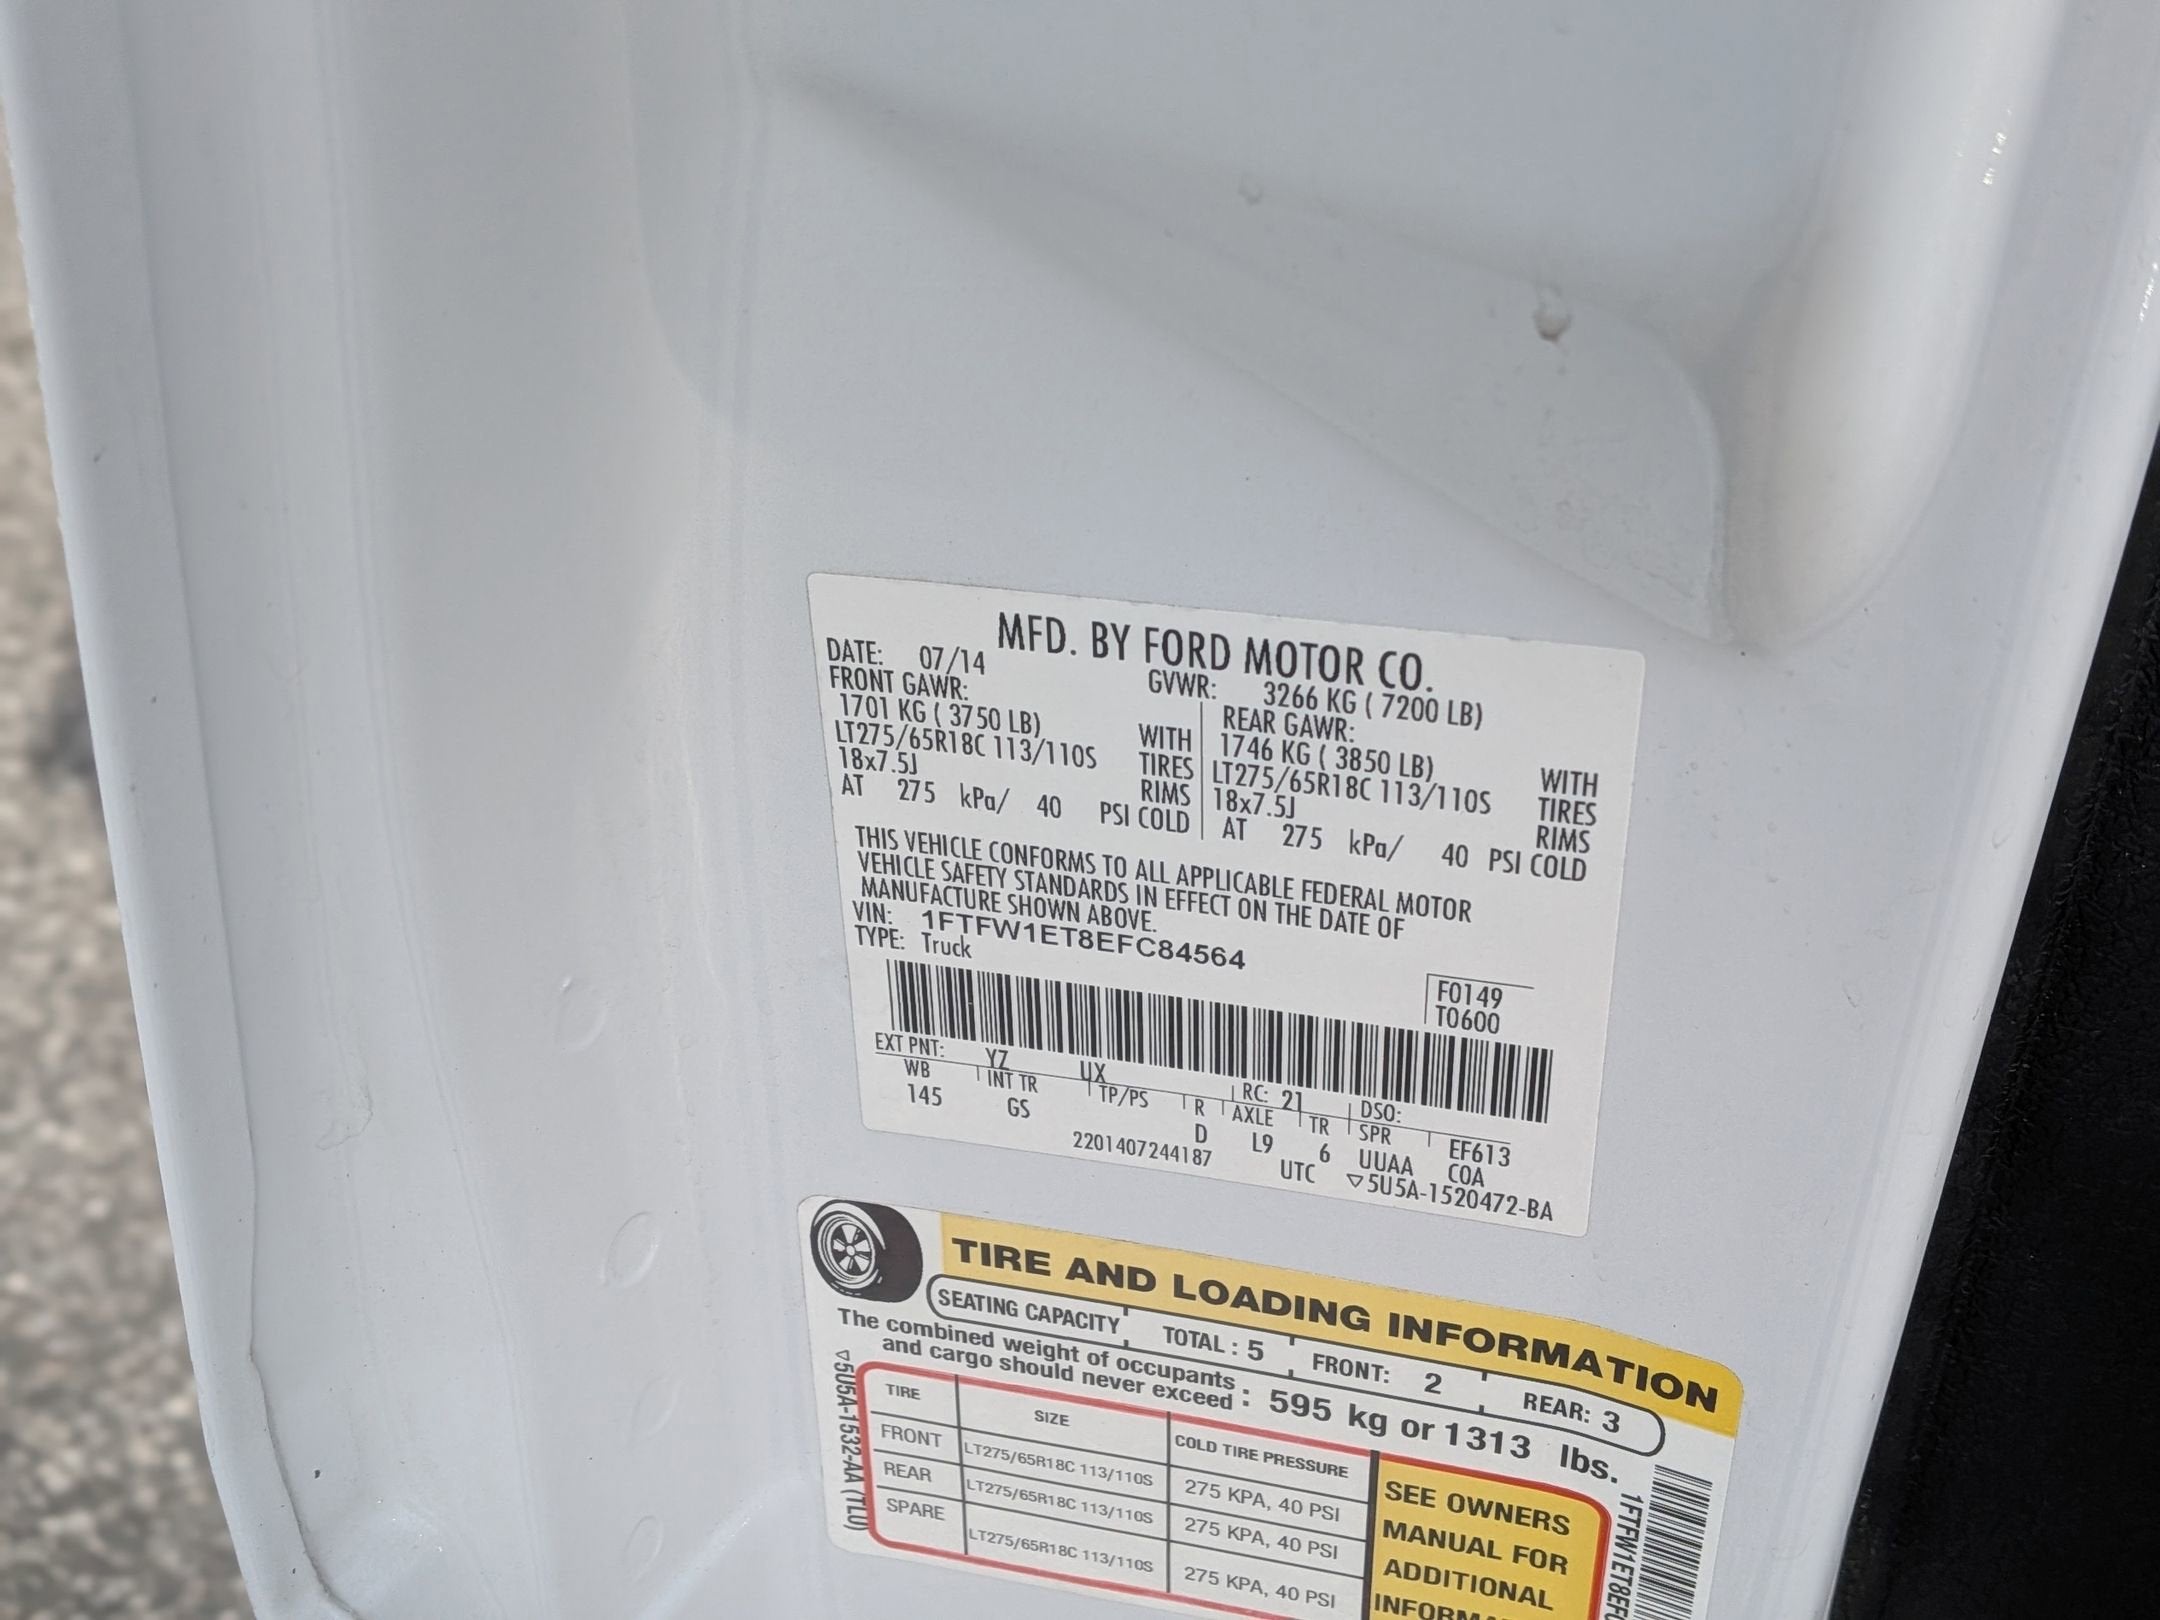 MFD. BY FORD MOTOR CO.
DATE: 07/14 GVWR: 3266 KG ( 7200 LB)
FRONT GAWR: REAR GAWR:
1701 KG ( 3750 LB) WITH 1746 KG ( 3850 LB) WITH
LT275/65R18C 113/110S TIRES LT275/65R18C 113/110S TIRES
18x7.5J RIMS 18x7.5J RIMS
AT 275 kPa/ 40 PSI COLD AT 275 kPa/ 40 PSI COLD
THIS VEHICLE CONFORMS TO ALL APPLICABLE FEDERAL MOTOR
VEHICLE SAFETY STANDARDS IN EFFECT ON THE DATE OF
MANUFACTURE SHOWN ABOVE.
VIN: 1FTFW1ET8EFC84564
TYPE: Truck
F0149
T0600
EXT PNT: YZ UX RC: 21 DSO:
WB INT TR TP/PS R AXLE TR SPR EF613
145 GS D L9 6 UUAA COA
2201407244187 UTC ▽5U5A-1520472-BA
TIRE AND LOADING INFORMATION
SEATING CAPACITY TOTAL : 5 FRONT: 2 REAR: 3
The combined weight of occupants
and cargo should never exceed : 595 kg or 1313 lbs.
TIRE SIZE COLD TIRE PRESSURE
FRONT LT275/65R18C 113/110S 275 KPA, 40 PSI
REAR LT275/65R18C 113/110S 275 KPA, 40 PSI
SPARE LT275/65R18C 113/110S 275 KPA, 40 PSI
SEE OWNERS
MANUAL FOR
ADDITIONAL
▽5U5A-1532-AA (TLU)